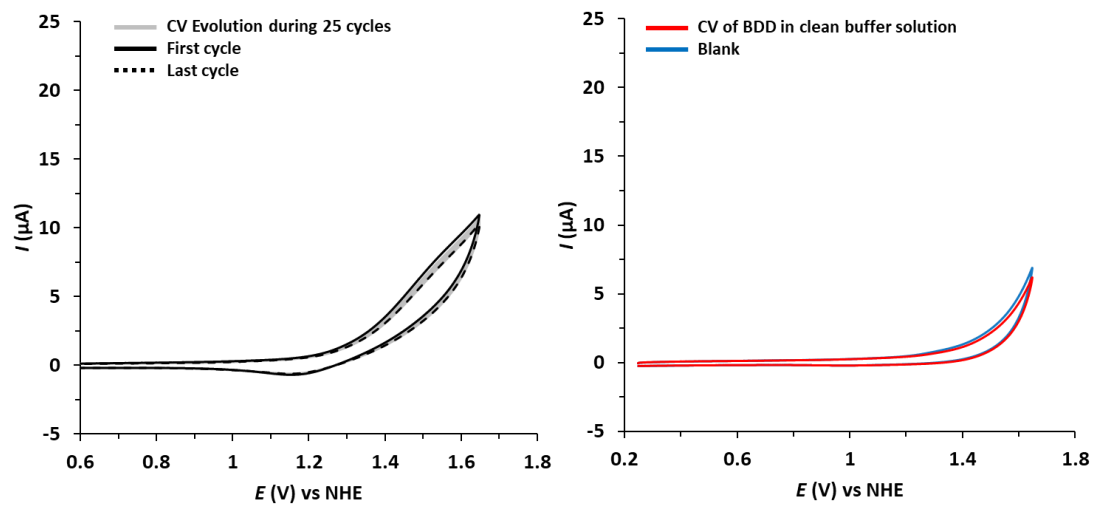 25
20
15
10
5
0
-5
I (µA)
CV Evolution during 25 cycles
First cycle
Last cycle
0.6 0.8 1 1.2 1.4 1.6 1.8
E (V) vs NHE
25
20
15
10
5
0
-5
I (µA)
CV of BDD in clean buffer solution
Blank
0.2 0.6 1 1.4 1.8
E (V) vs NHE